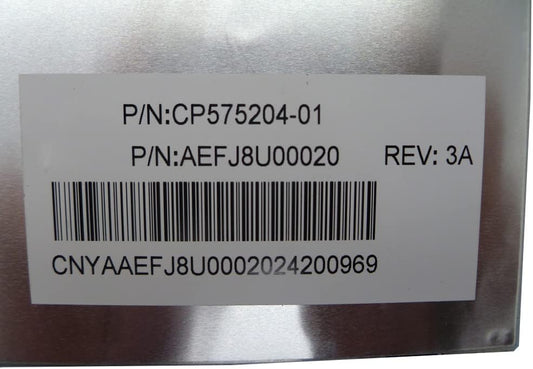 P/N:CP575204-01
P/N:AEFJ8U00020 REV: 3A
CNYAAEFJ8U0002024200969